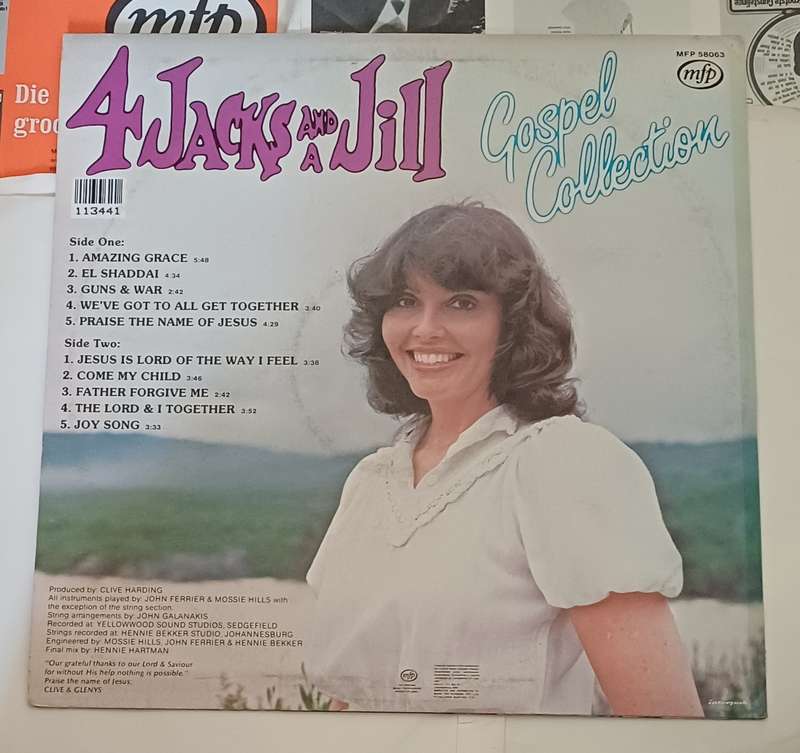 mfp
Die
groo
4 JACKS AND A JILL
Gospel
Collection
MFP 58063
mfp
113441
Side One:
1. AMAZING GRACE 5:48
2. EL SHADDAI 4:34
3. GUNS & WAR 2:42
4. WE'VE GOT TO ALL GET TOGETHER 3:40
5. PRAISE THE NAME OF JESUS 4:29
Side Two:
1. JESUS IS LORD OF THE WAY I FEEL 3:38
2. COME MY CHILD 3:46
3. FATHER FORGIVE ME 2:42
4. THE LORD & I TOGETHER 3:52
5. JOY SONG 3:33
Produced by: CLIVE HARDING
All instruments played by: JOHN FERRIER & MOSSIE HILLS with
the exception of the string section.
String arrangements by: JOHN GALANAKIS
Recorded at: YELLOWWOOD SOUND STUDIOS, SEDGEFIELD
Strings recorded at: HENNIE BEKKER STUDIO, JOHANNESBURG
Engineered by: MOSSIE HILLS, JOHN FERRIER & HENNIE BEKKER
Final mix by: HENNIE HARTMAN
"Our grateful thanks to our Lord & Saviour
for without His help nothing is possible."
Praise the name of Jesus.
CLIVE & GLENYS
mfp